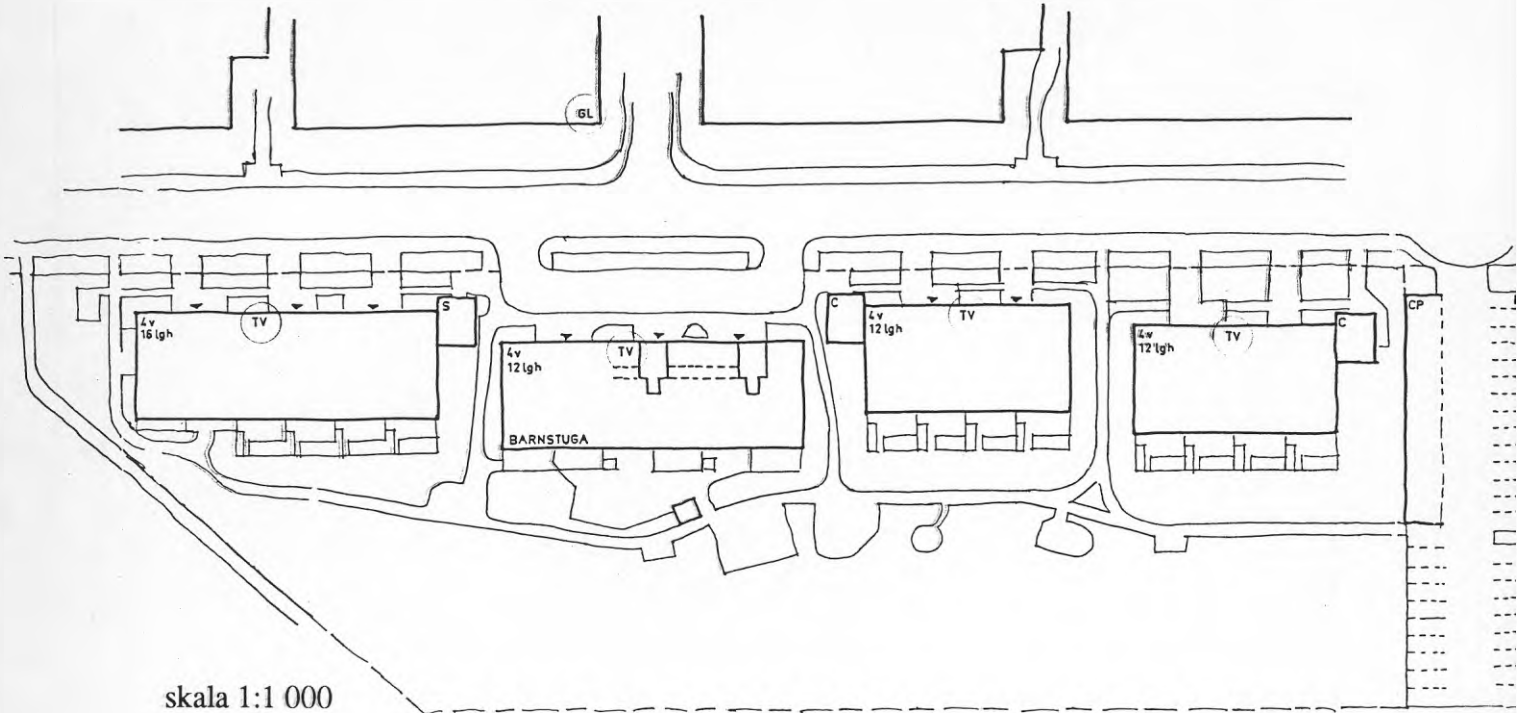 GL
S
TV
4v
16 lgh
C
TV
4v
12 lgh
CP
TV
4v
12 lgh
C
TV
4v
12 lgh
BARNSTUGA
skala 1:1 000